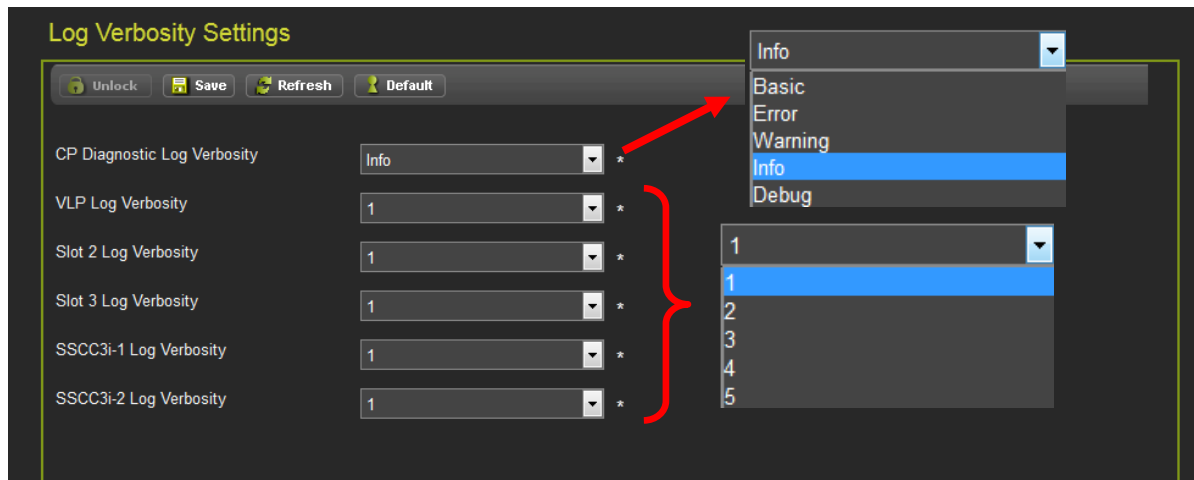 Log Verbosity Settings
Unlock Save Refresh Default
CP Diagnostic Log Verbosity Info *
VLP Log Verbosity 1 *
Slot 2 Log Verbosity 1 *
Slot 3 Log Verbosity 1 *
SSCC3i-1 Log Verbosity 1 *
SSCC3i-2 Log Verbosity 1 *
Info
Basic
Error
Warning
Info
Debug
1
1
2
3
4
5